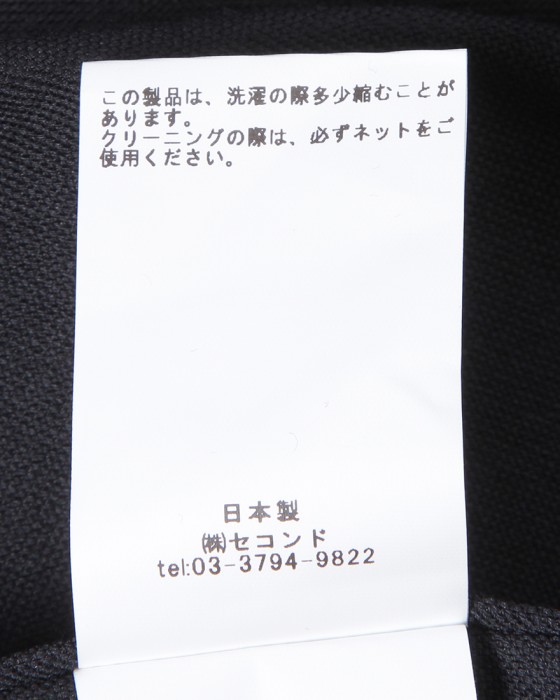 この製品は、洗濯の際多少縮むことが
あります。
クリーニングの際は、必ずネットをご
使用ください。
日本製
㈱セコンド
tel:03-3794-9822